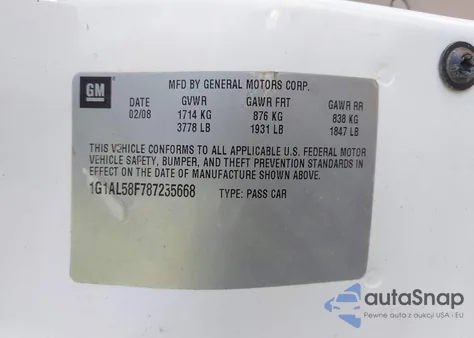 GM
MFD BY GENERAL MOTORS CORP.
DATE GVWR GAWR FRT GAWR RR
02/08 1714 KG 876 KG 838 KG
3778 LB 1931 LB 1847 LB
THIS VEHICLE CONFORMS TO ALL APPLICABLE U.S. FEDERAL MOTOR
VEHICLE SAFETY, BUMPER, AND THEFT PREVENTION STANDARDS IN
EFFECT ON THE DATE OF MANUFACTURE SHOWN ABOVE.
1G1AL58F787235668 TYPE: PASS CAR
autoSnap
Pewne auta z aukcji USA i EU